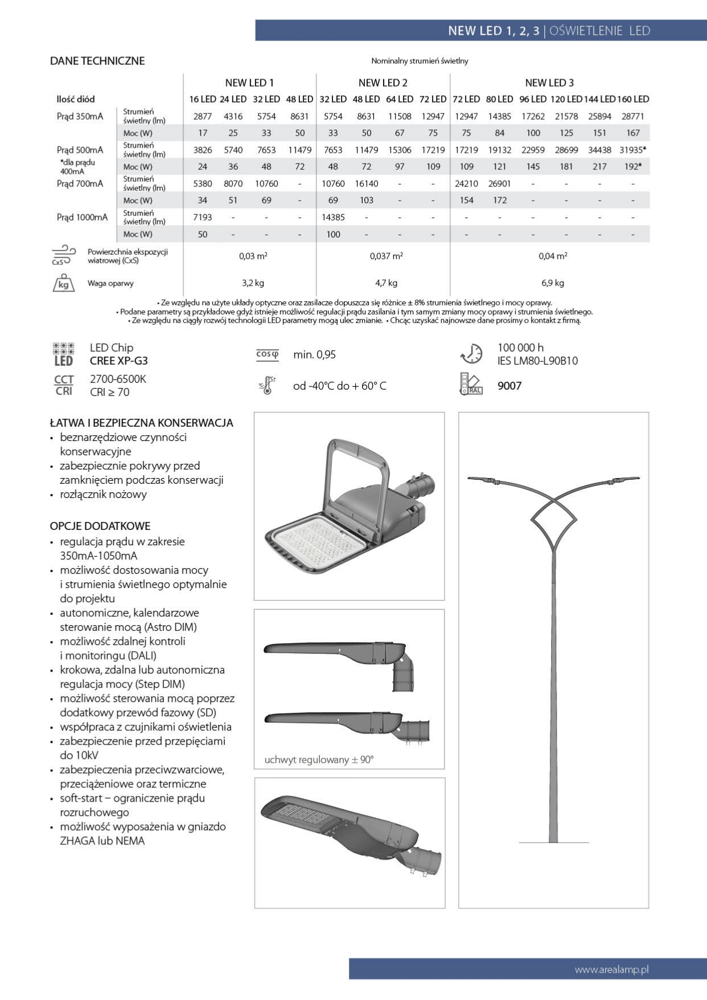 NEW LED 1, 2, 3 | OŚWIETLENIE LED
DANE TECHNICZNE
Nominalny strumień świetlny
NEW LED 1 NEW LED 2 NEW LED 3
Ilość diód 16 LED 24 LED 32 LED 48 LED 32 LED 48 LED 64 LED 72 LED 72 LED 80 LED 96 LED 120 LED 144 LED 160 LED
Prąd 350mA Strumień świetlny (lm) 2877 4316 5754 8631 5754 8631 11508 12947 12947 14385 17262 21578 25894 28771
Moc (W) 17 25 33 50 33 50 67 75 75 84 100 125 151 167
Prąd 500mA Strumień świetlny (lm) 3826 5740 7653 11479 7653 11479 15306 17219 17219 19132 22959 28699 34438 31935*
*dla prądu 400mA Moc (W) 24 36 48 72 48 72 97 109 109 121 145 181 217 192*
Prąd 700mA Strumień świetlny (lm) 5380 8070 10760 - 10760 16140 - - 24210 26901 - - - -
Moc (W) 34 51 69 - 69 103 - - 154 172 - - - -
Prąd 1000mA Strumień świetlny (lm) 7193 - - - 14385 - - - - - - - - -
Moc (W) 50 - - - 100 - - - - - - - - -
CxS Powierzchnia ekspozycji wiatrowej (CxS) 0,03 m² 0,037 m² 0,04 m²
kg Waga oparwy 3,2 kg 4,7 kg 6,9 kg
• Ze względu na użyte układy optyczne oraz zasilacze dopuszcza się różnice ± 8% strumienia świetlnego i mocy oprawy.
• Podane parametry są przykładowe gdyż istnieje możliwość regulacji prądu zasilania i tym samym zmiany mocy oprawy i strumienia świetlnego.
• Ze względu na ciągły rozwój technologii LED parametry mogą ulec zmianie. • Chcąc uzyskać najnowsze dane prosimy o kontakt z firmą.
LED
LED Chip
CREE XP-G3
CCT
CRI
2700-6500K
CRI ≥ 70
cosφ
min. 0,95
°C-
°C+
od -40°C do + 60° C
100 000 h
IES LM80-L90B10
RAL
9007
ŁATWA I BEZPIECZNA KONSERWACJA
• beznarzędziowe czynności
konserwacyjne
• zabezpiecznie pokrywy przed
zamknięciem podczas konserwacji
• rozłącznik nożowy
OPCJE DODATKOWE
• regulacja prądu w zakresie
350mA-1050mA
• możliwość dostosowania mocy
i strumienia świetlnego optymalnie
do projektu
• autonomiczne, kalendarzowe
sterowanie mocą (Astro DIM)
• możliwość zdalnej kontroli
i monitoringu (DALI)
• krokowa, zdalna lub autonomiczna
regulacja mocy (Step DIM)
• możliwość sterowania mocą poprzez
dodatkowy przewód fazowy (SD)
• współpraca z czujnikami oświetlenia
• zabezpieczenie przed przepięciami
do 10kV
• zabezpieczenia przeciwzwarciowe,
przeciążeniowe oraz termiczne
• soft-start – ograniczenie prądu
rozruchowego
• możliwość wyposażenia w gniazdo
ZHAGA lub NEMA
uchwyt regulowany ± 90°
www.arealamp.pl